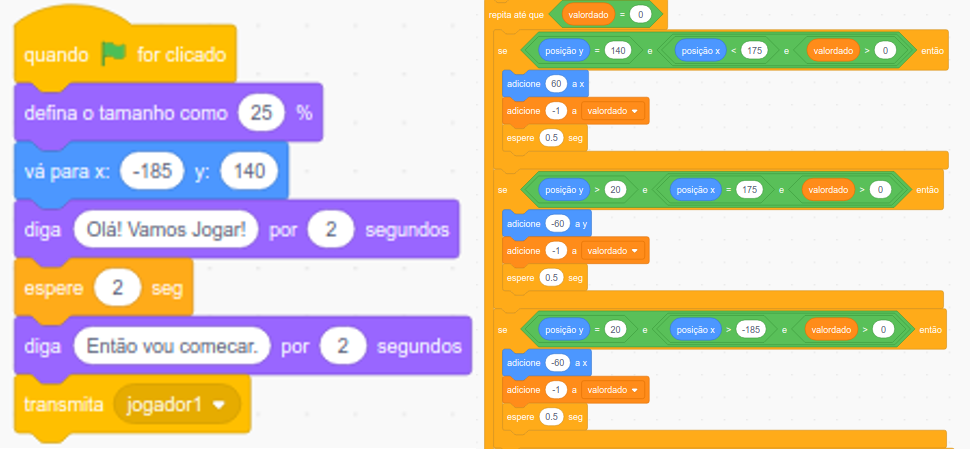 quando for clicado
defina o tamanho como 25 %
vá para x: -185 y: 140
diga Olá! Vamos Jogar! por 2 segundos
espere 2 seg
diga Então vou comecar. por 2 segundos
transmita jogador1
repita até que valordado = 0
se posição y = 140 e posição x < 175 e valordado > 0 então
adicione 60 a x
adicione -1 a valordado
espere 0.5 seg
se posição y > 20 e posição x = 175 e valordado > 0 então
adicione -60 a y
adicione -1 a valordado
espere 0.5 seg
se posição y = 20 e posição x > -185 e valordado > 0 então
adicione -60 a x
adicione -1 a valordado
espere 0.5 seg